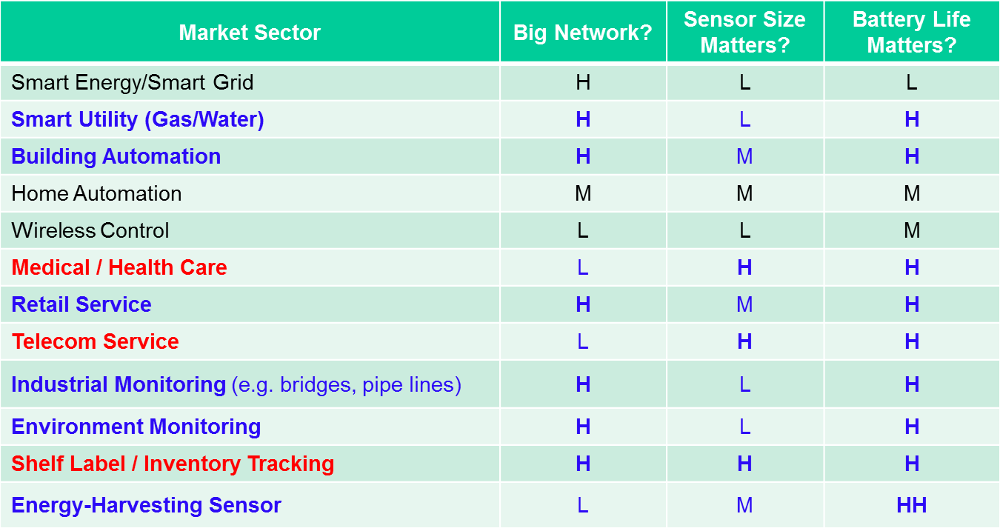 Market Sector Big Network? Sensor Size Matters? Battery Life Matters?
Smart Energy/Smart Grid H L L
Smart Utility (Gas/Water) H L H
Building Automation H M H
Home Automation M M M
Wireless Control L L M
Medical / Health Care L H H
Retail Service H M H
Telecom Service L H H
Industrial Monitoring (e.g. bridges, pipe lines) H L H
Environment Monitoring H L H
Shelf Label / Inventory Tracking H H H
Energy-Harvesting Sensor L M HH